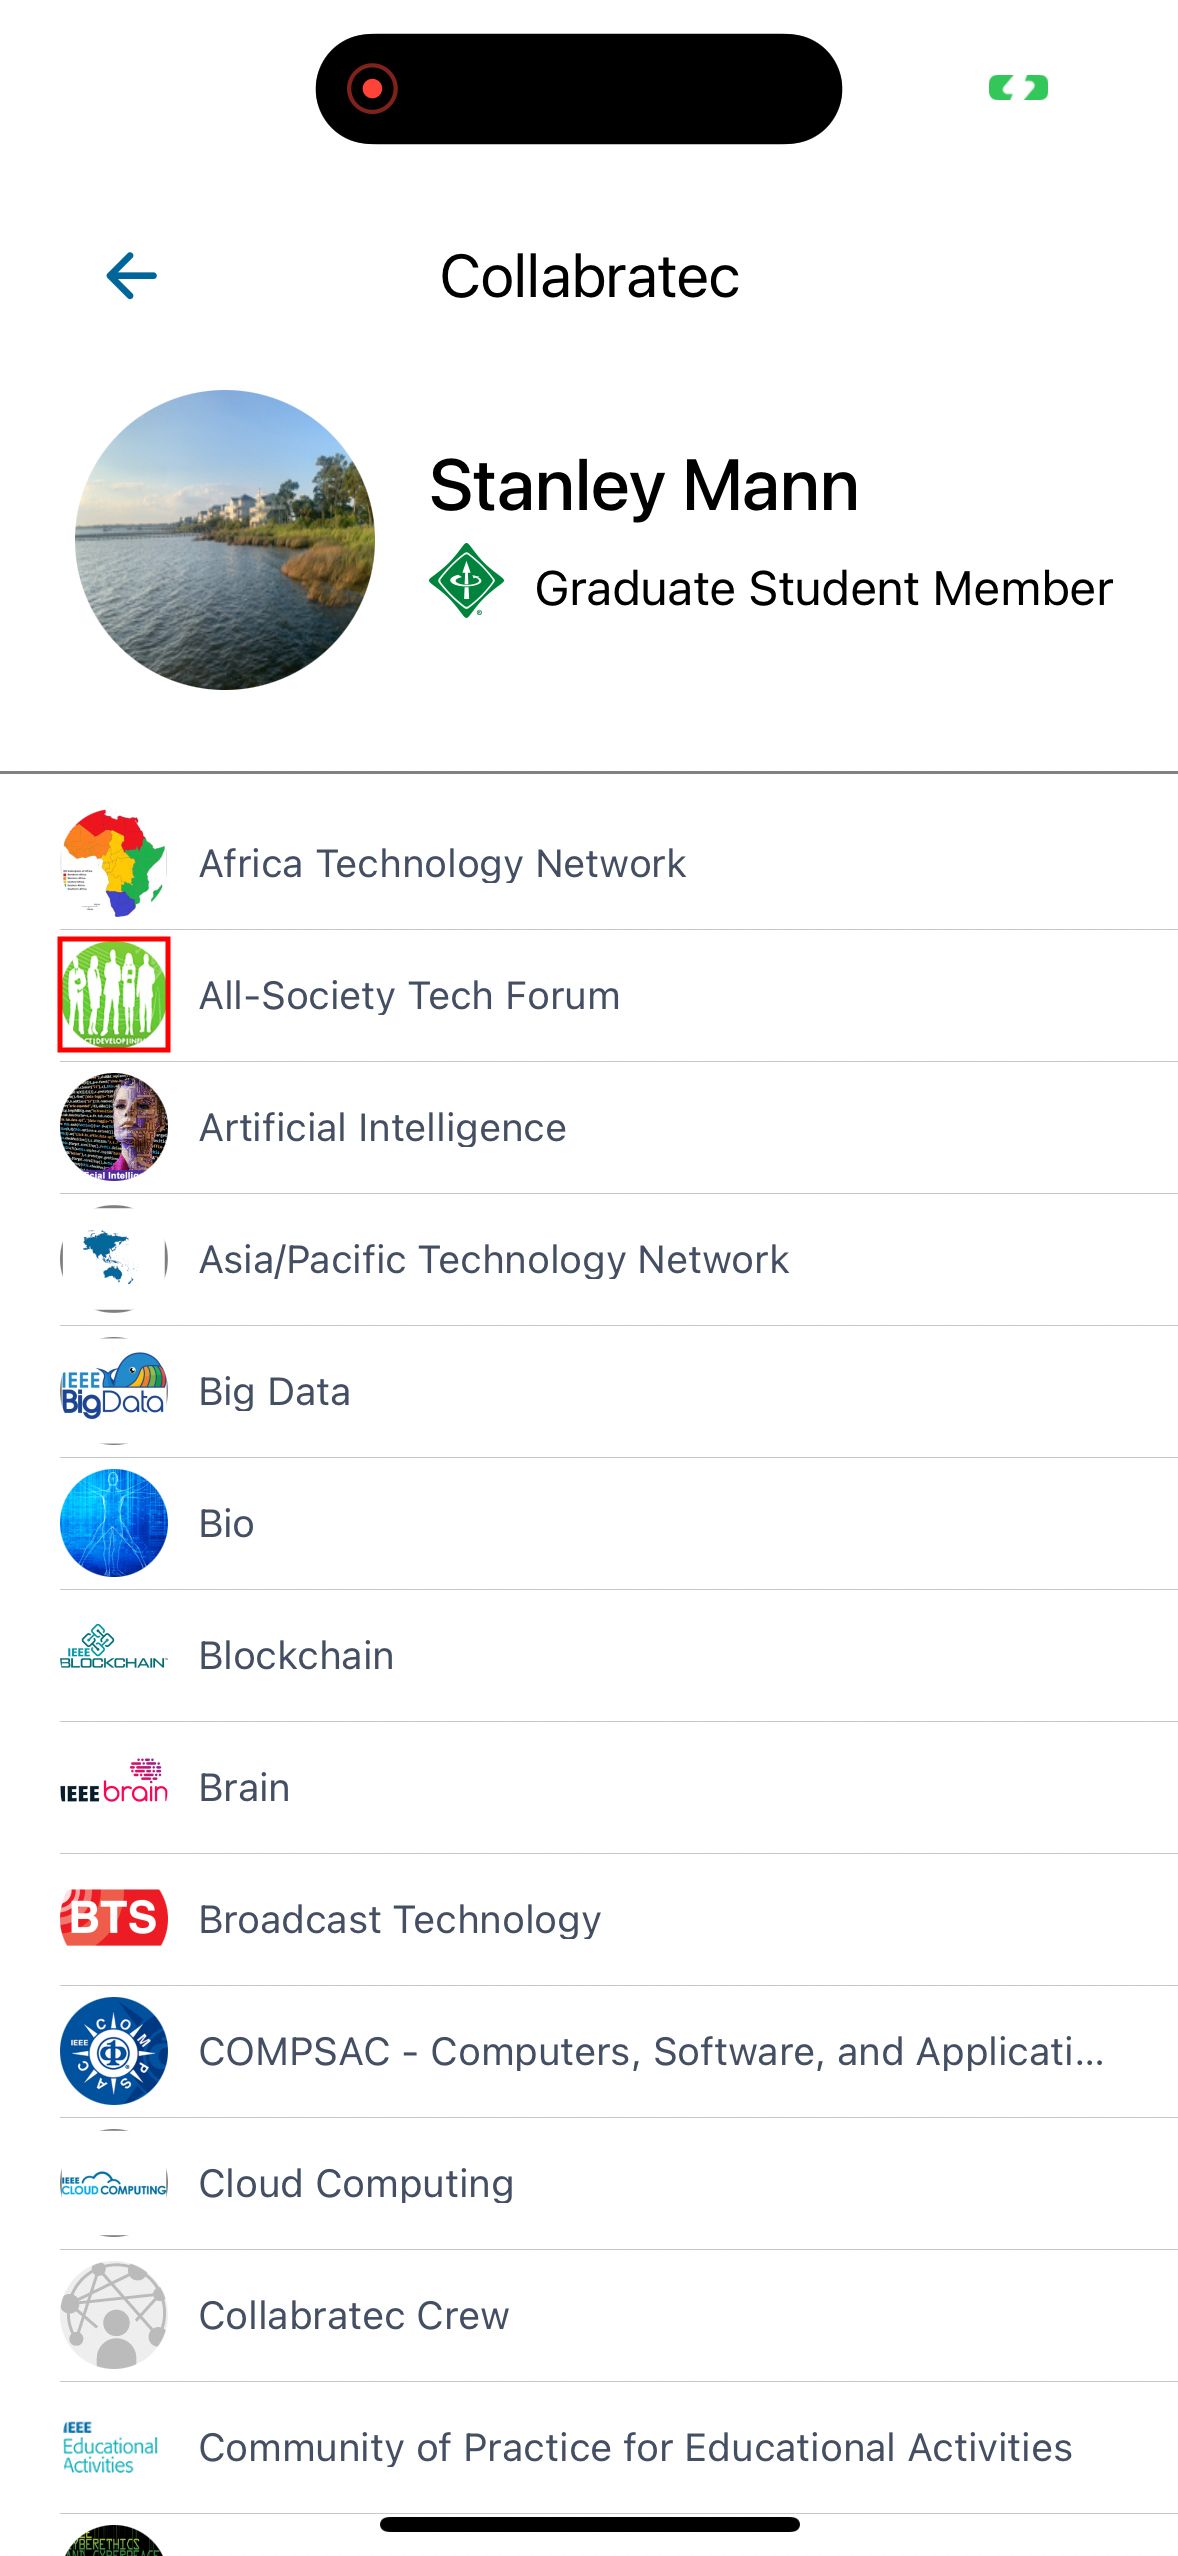 Collabratec
Stanley Mann
Graduate Student Member
Africa Technology Network
All-Society Tech Forum
Artificial Intelligence
Asia/Pacific Technology Network
IEEE
BigData
Big Data
Bio
IEEE
BLOCKCHAIN
Blockchain
IEEE brain
Brain
BTS
Broadcast Technology
IEEE
COMPSAC
COMPSAC - Computers, Software, and Applicati...
IEEE
CLOUD COMPUTING
Cloud Computing
Collabratec Crew
IEEE
Educational
Activities
Community of Practice for Educational Activities